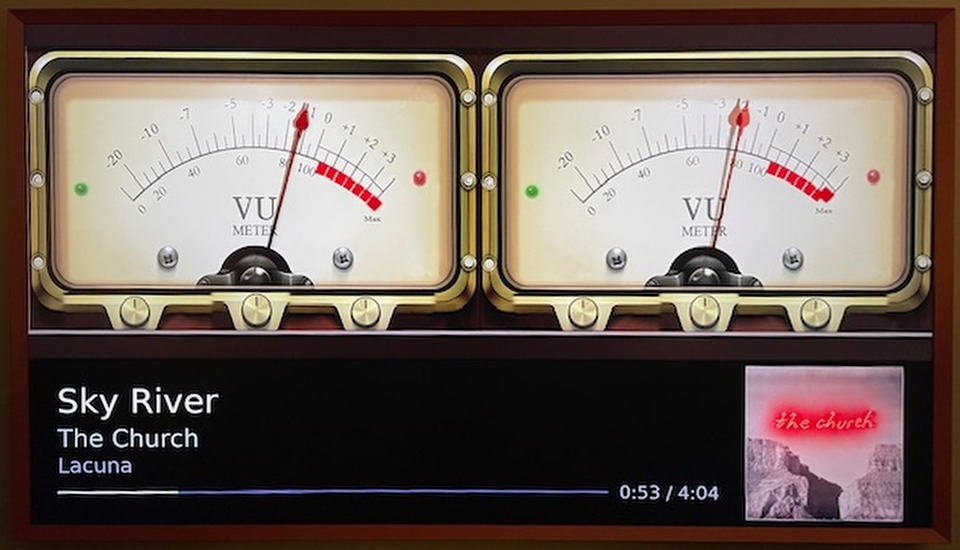 -20 -10 -7 -5 -3 -2 -1 0 +1 +2 +3
0 20 40 60 80 100
VU
METER
Max
-20 -10 -7 -5 -3 -2 -1 0 +1 +2 +3
0 20 40 60 80 100
VU
METER
Max
Sky River
The Church
Lacuna
0:53 / 4:04
the church